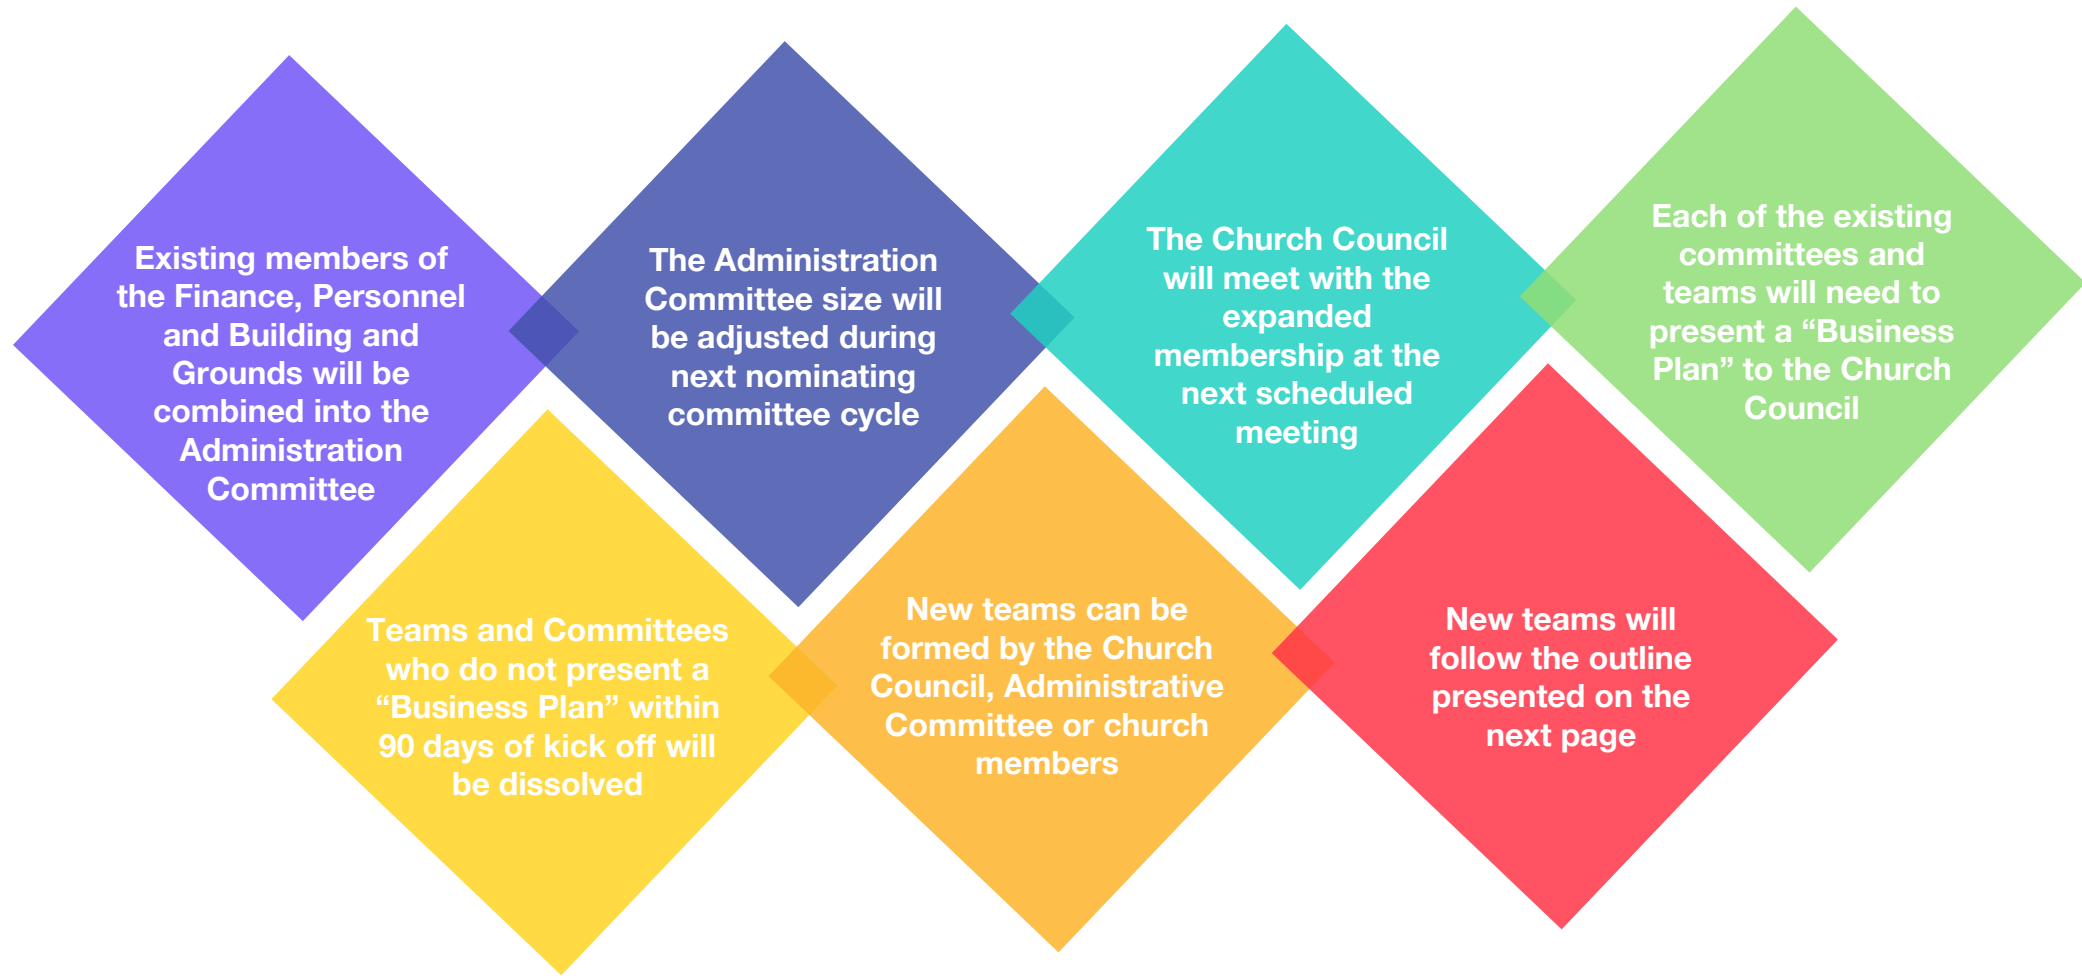 Existing members of
the Finance, Personnel
and Building and
Grounds will be
combined into the
Administration
Committee
The Administration
Committee size will
be adjusted during
next nominating
committee cycle
The Church Council
will meet with the
expanded
membership at the
next scheduled
meeting
Each of the existing
committees and
teams will need to
present a “Business
Plan” to the Church
Council
Teams and Committees
who do not present a
“Business Plan” within
90 days of kick off will
be dissolved
New teams can be
formed by the Church
Council, Administrative
Committee or church
members
New teams will
follow the outline
presented on the
next page